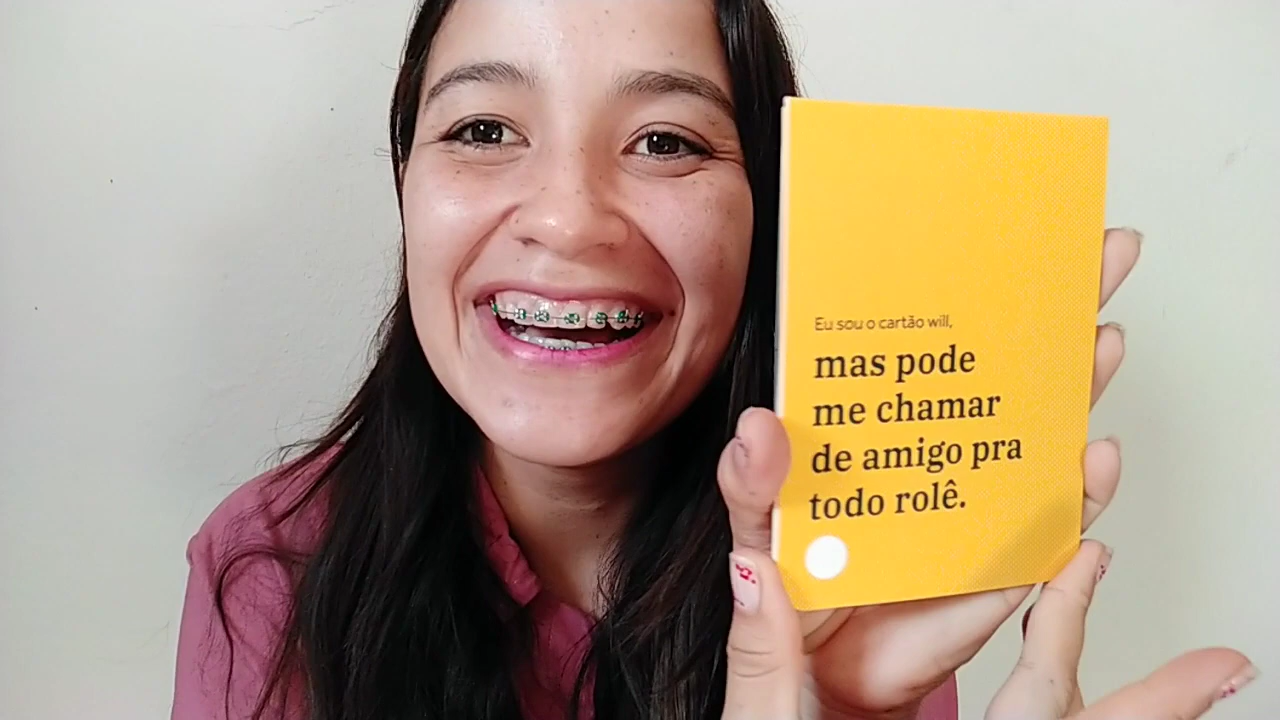 Eu sou o cartão will,
mas pode
me chamar
de amigo pra
todo rolê.